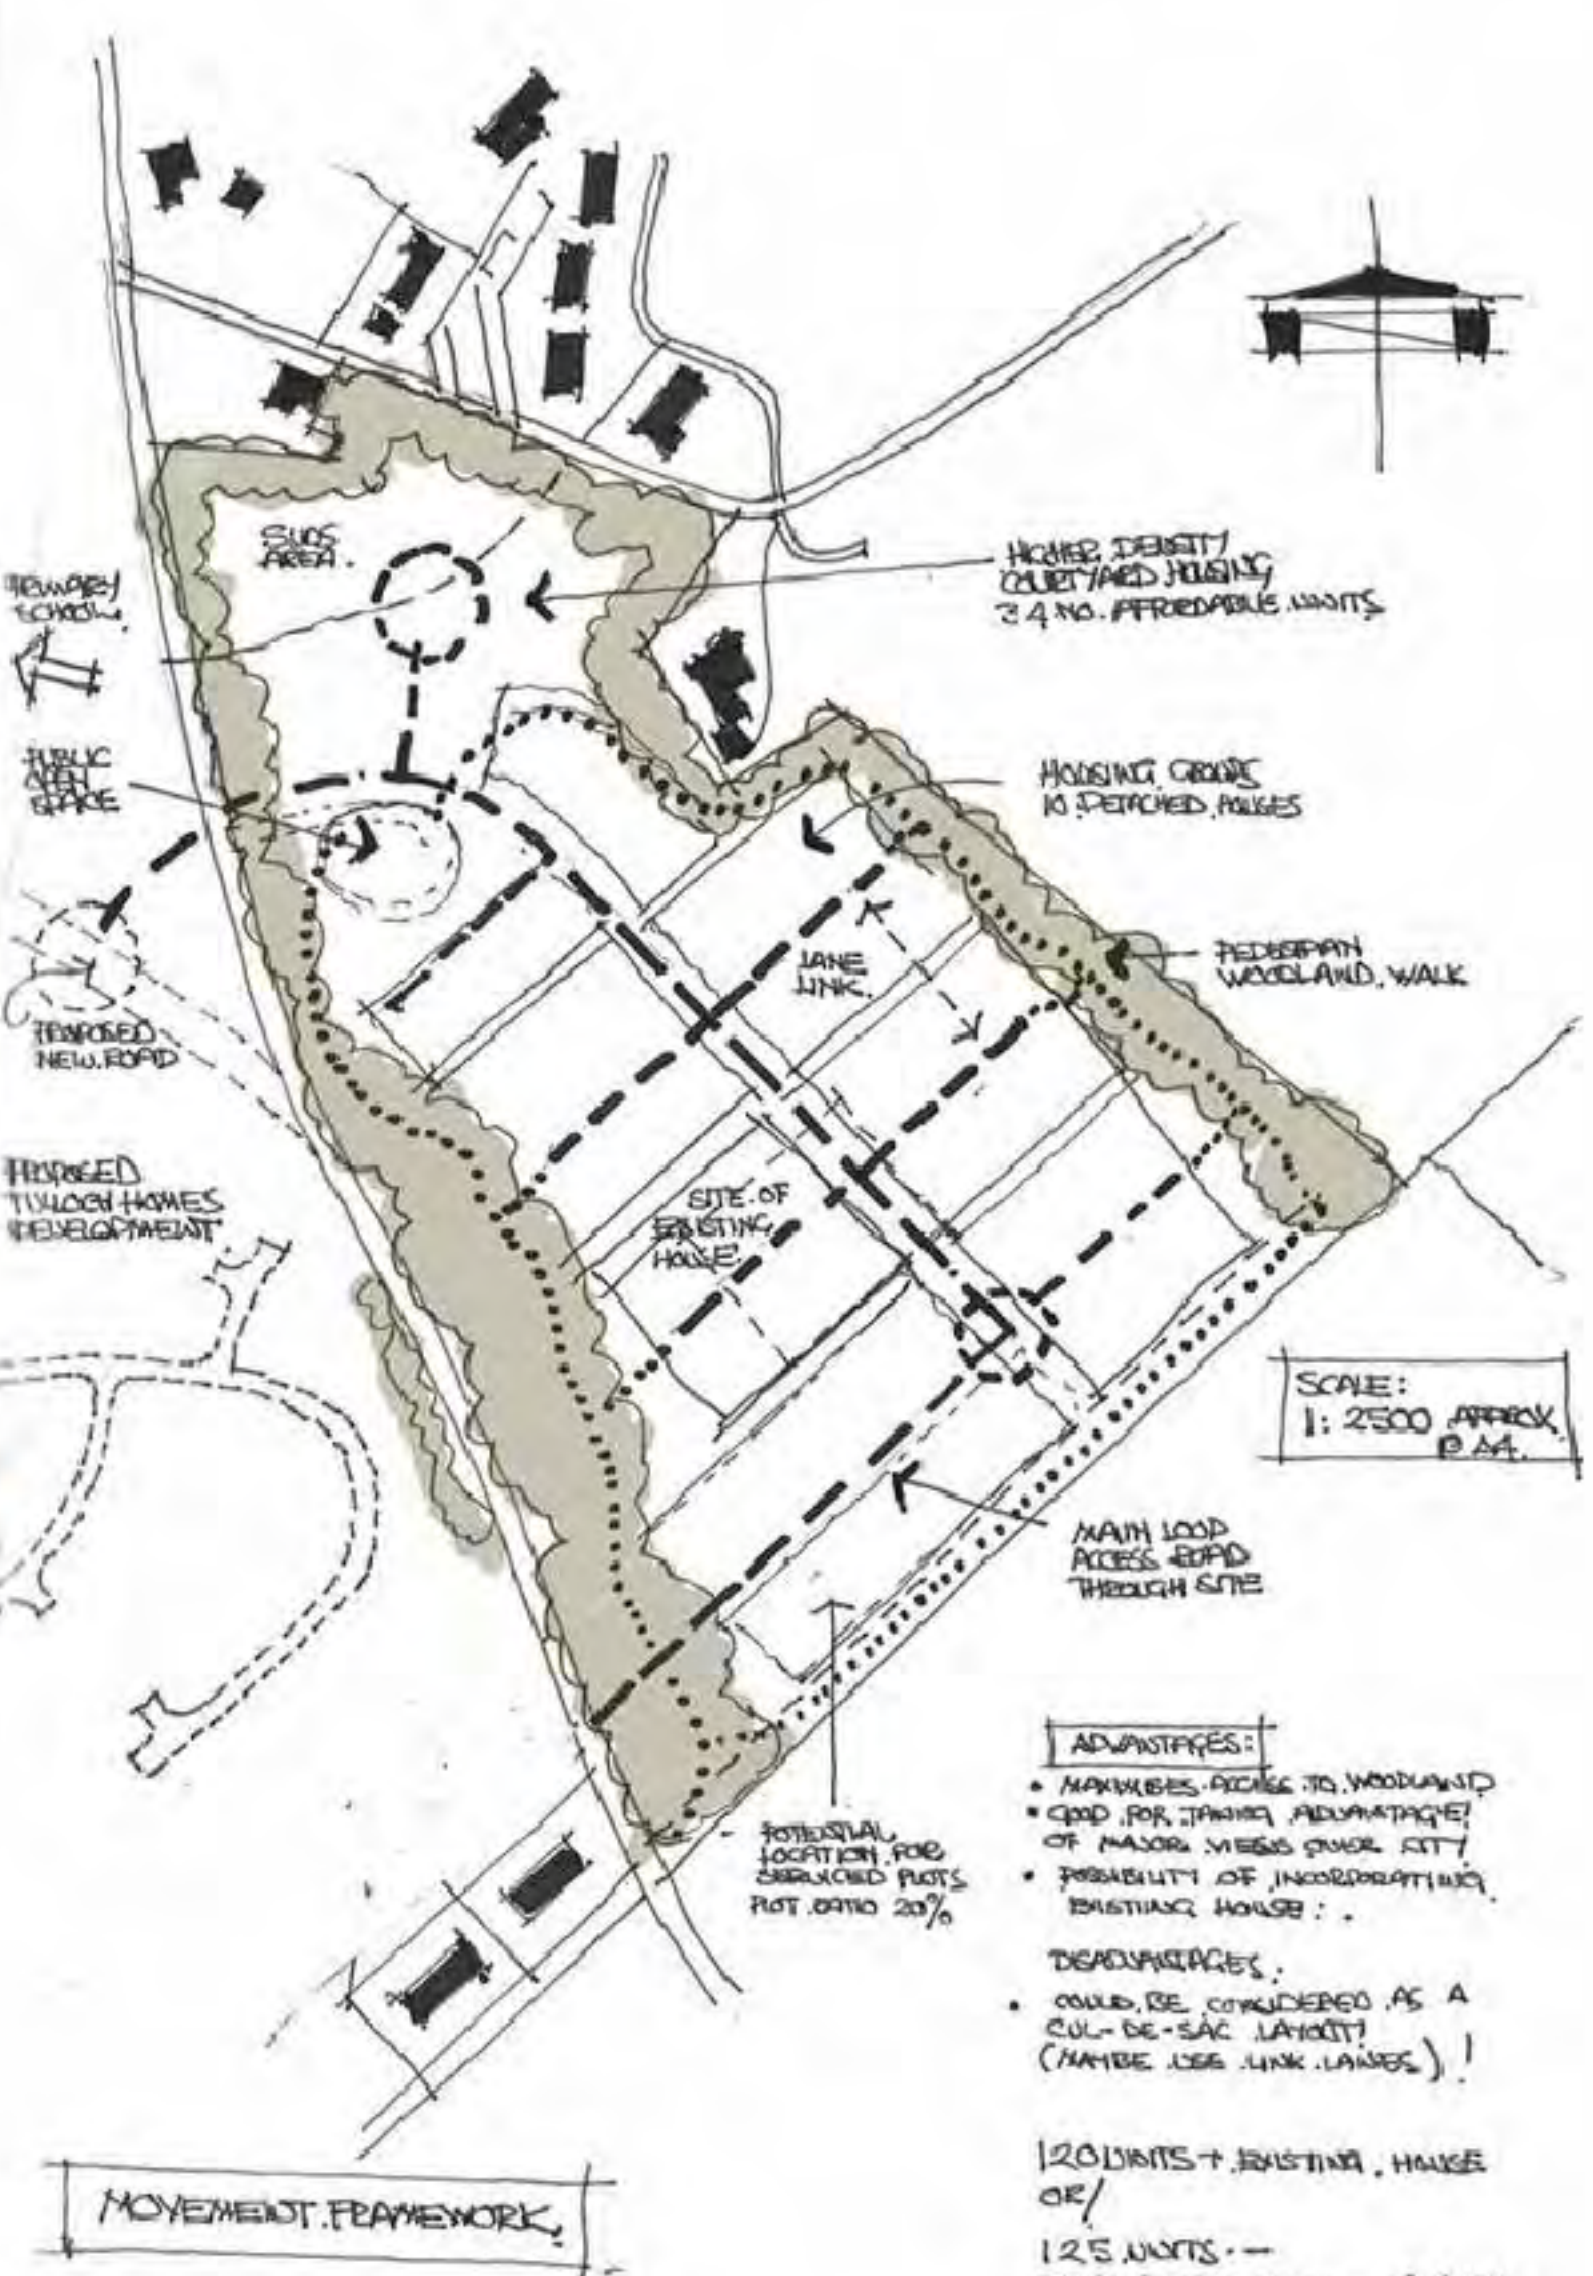 SUDS
AREA.
PRIMARY
SCHOOL.
HIGHER DENSITY
COURTYARD HOUSING
34 NO. AFFORDABLE UNITS
PUBLIC
OPEN
SPACE
HOUSING GROUPS
10 DETACHED HOUSES
LANE
LINK.
PEDESTRIAN
WOODLAND WALK
PROPOSED
NEW ROAD
PROPOSED
TULLOCH HOMES
DEVELOPMENT
SITE OF
EXISTING
HOUSE
SCALE:
1:2500 APPROX
@ A4.
MAIN LOOP
ACCESS ROAD
THROUGH SITE
POTENTIAL
LOCATION FOR
SERVICED PLOTS
PLOT RATIO 20%
ADVANTAGES:
• MAXIMISES ACCESS TO WOODLAND
• GOOD FOR TAKING ADVANTAGE
OF MAJOR VIEWS OVER CITY
• POSSIBILITY OF INCORPORATING
EXISTING HOUSE:.
DISADVANTAGES.
• COULD BE CONSIDERED AS A
CUL-DE-SAC LAYOUT!
(MAYBE USE LINK LANES)!
120 UNITS + EXISTING HOUSE
OR/
125 UNITS.-
MOVEMENT FRAMEWORK.